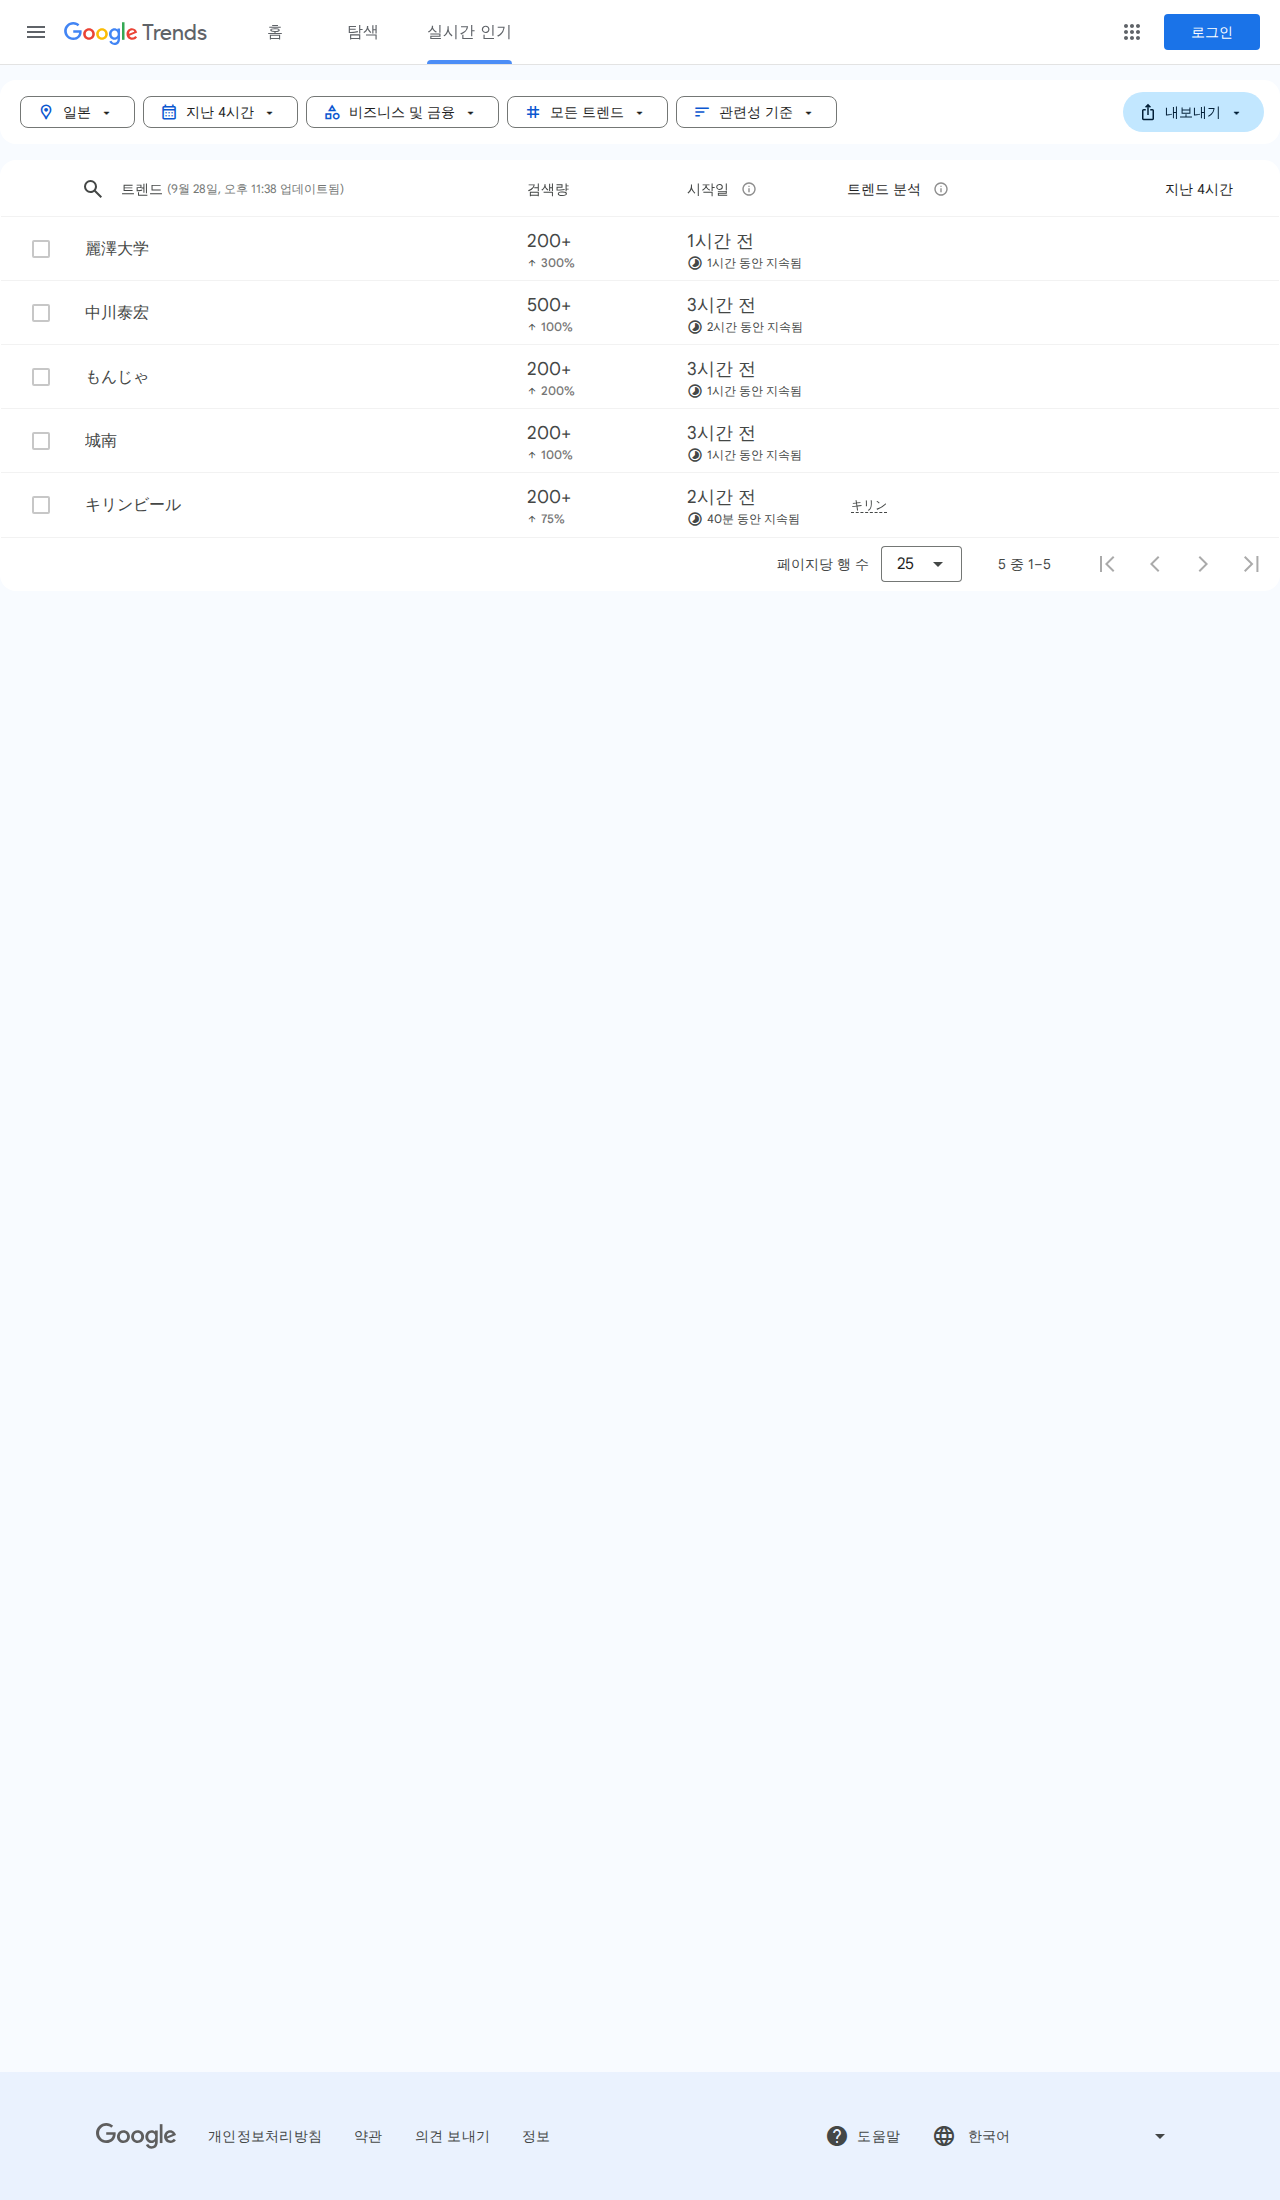 Google Trends 홈 탐색 실시간 인기 로그인
일본 지난 4시간 비즈니스 및 금융 모든 트렌드 관련성 기준 내보내기
트렌드 (9월 28일, 오후 11:38 업데이트됨) 검색량 시작일 트렌드 분석 지난 4시간
麗澤大学 200+ 1시간 전
300% 1시간 동안 지속됨
中川泰宏 500+ 3시간 전
100% 2시간 동안 지속됨
もんじゃ 200+ 3시간 전
200% 1시간 동안 지속됨
城南 200+ 3시간 전
100% 1시간 동안 지속됨
キリンビール 200+ 2시간 전 キリン
75% 40분 동안 지속됨
페이지당 행 수 25 5 중 1–5
Google 개인정보처리방침 약관 의견 보내기 정보 도움말 한국어